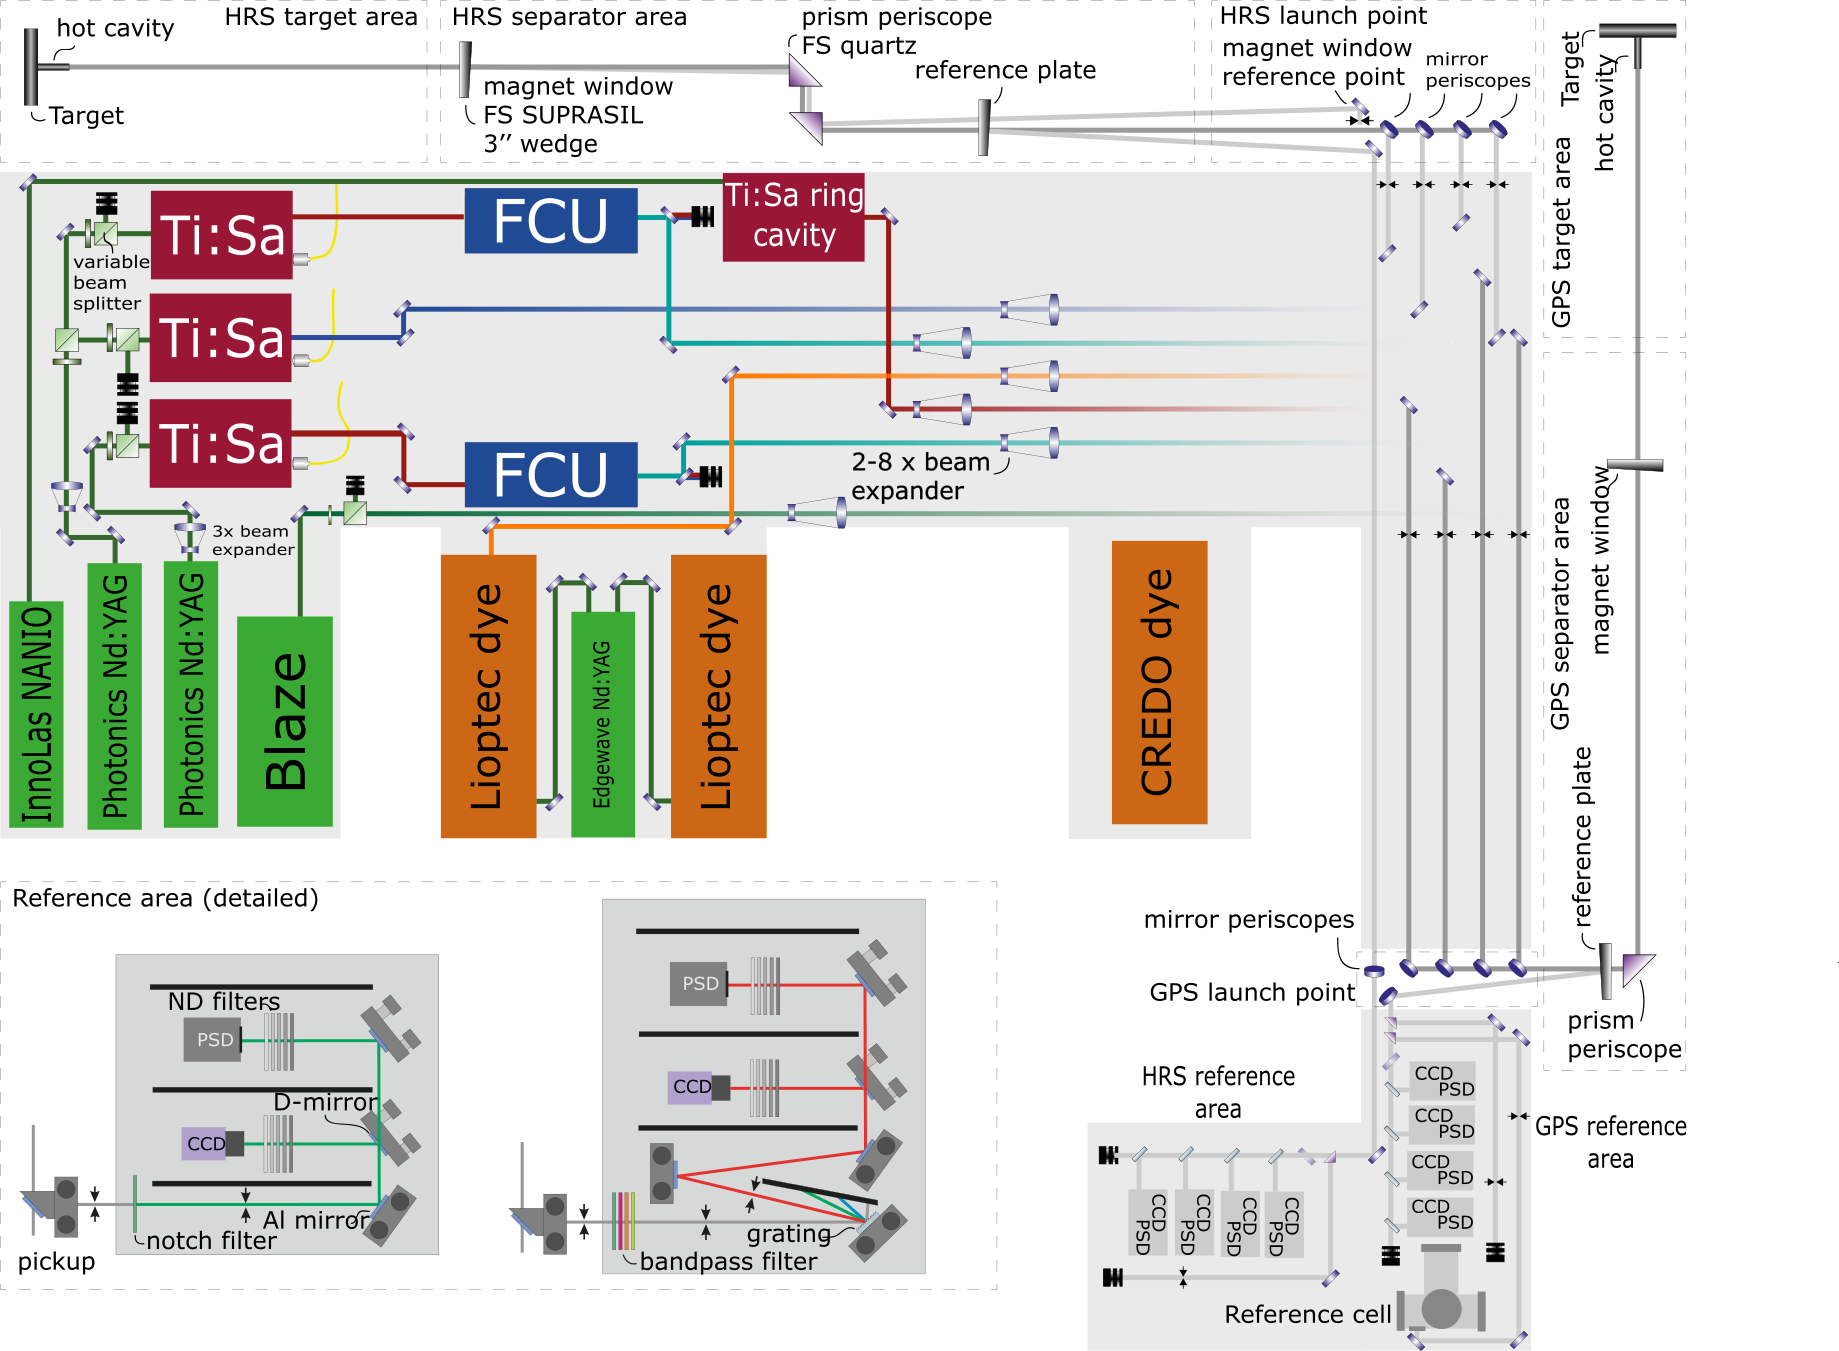 HRS target area
hot cavity
Target
HRS separator area
magnet window
FS SUPRASIL
3’’ wedge
prism periscope
FS quartz
reference plate
HRS launch point
magnet window
reference point
mirror
periscopes
Target
hot cavity
GPS target area
Ti:Sa
FCU
Ti:Sa ring
cavity
variable
beam
splitter
Ti:Sa
Ti:Sa
FCU
2-8 x beam
expander
3x beam
expander
InnoLas NANIO
Photonics Nd:YAG
Photonics Nd:YAG
Blaze
Lioptec dye
Edgewave Nd:YAG
Lioptec dye
CREDO dye
magnet window
GPS separator area
reference plate
prism
periscope
mirror periscopes
GPS launch point
HRS reference
area
GPS reference
area
CCD
PSD
CCD
PSD
CCD
PSD
CCD
PSD
CCD
PSD
CCD
PSD
CCD
PSD
CCD
PSD
Reference cell
Reference area (detailed)
ND filters
PSD
D-mirror
CCD
Al mirror
notch filter
pickup
PSD
CCD
grating
bandpass filter